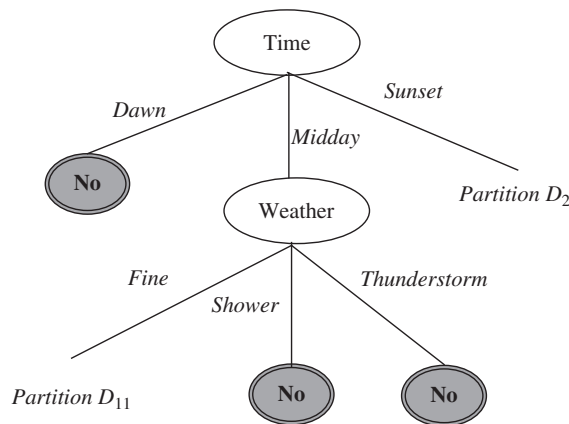 Time
Dawn
Sunset
Midday
No
Partition D₂
Weather
Fine
Thunderstorm
Shower
Partition D₁₁
No
No